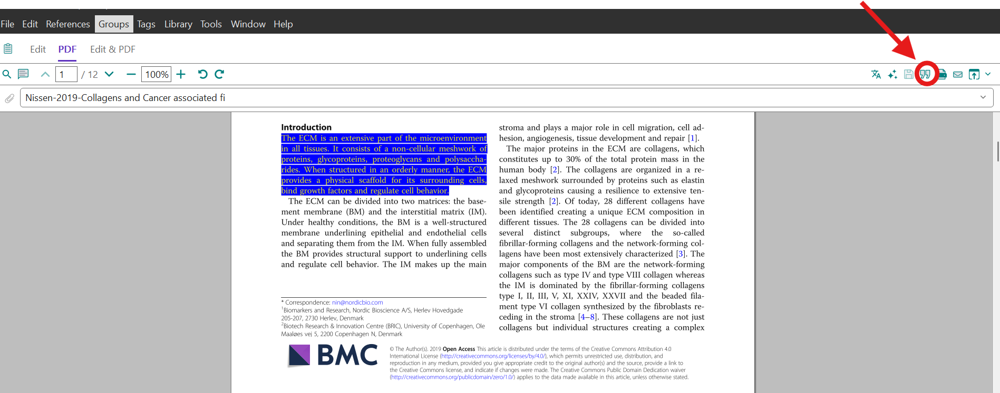 File Edit References Groups Tags Library Tools Window Help
Edit PDF Edit & PDF
1 / 12 100%
Nissen-2019-Collagens and Cancer associated fi
Introduction
The ECM is an extensive part of the microenvironment
in all tissues. It consists of a non-cellular meshwork of
proteins, glycoproteins, proteoglycans and polysaccha-
rides. When structured in an orderly manner, the ECM
provides a physical scaffold for its surrounding cells,
bind growth factors and regulate cell behavior.
The ECM can be divided into two matrices: the base-
ment membrane (BM) and the interstitial matrix (IM).
Under healthy conditions, the BM is a well-structured
membrane underlining epithelial and endothelial cells
and separating them from the IM. When fully assembled
the BM provides structural support to underlining cells
and regulate cell behavior. The IM makes up the main
* Correspondence: nin@nordicbio.com
1Biomarkers and Research, Nordic Bioscience A/S, Herlev Hovedgade
205-207, 2730 Herlev, Denmark
2Biotech Research & Innovation Centre (BRIC), University of Copenhagen, Ole
Maaløes vej 5, 2200 Copenhagen N, Denmark
stroma and plays a major role in cell migration, cell ad-
hesion, angiogenesis, tissue development and repair [1].
The major proteins in the ECM are collagens, which
constitutes up to 30% of the total protein mass in the
human body [2]. The collagens are organized in a re-
laxed meshwork surrounded by proteins such as elastin
and glycoproteins causing a resilience to extensive ten-
sile strength [2]. Of today, 28 different collagens have
been identified creating a unique ECM composition in
different tissues. The 28 collagens can be divided into
several distinct subgroups, where the so-called
fibrillar-forming collagens and the network-forming col-
lagens have been most extensively characterized [3]. The
major components of the BM are the network-forming
collagens such as type IV and type VIII collagen whereas
the IM is dominated by the fibrillar-forming collagens
type I, II, III, V, XI, XXIV, XXVII and the beaded fila-
ment type VI collagen synthesized by the fibroblasts re-
ceding in the stroma [4–8]. These collagens are not just
collagens but individual structures creating a complex
BMC
© The Author(s). 2019 Open Access This article is distributed under the terms of the Creative Commons Attribution 4.0
International License (http://creativecommons.org/licenses/by/4.0/), which permits unrestricted use, distribution, and
reproduction in any medium, provided you give appropriate credit to the original author(s) and the source, provide a link to
the Creative Commons license, and indicate if changes were made. The Creative Commons Public Domain Dedication waiver
(http://creativecommons.org/publicdomain/zero/1.0/) applies to the data made available in this article, unless otherwise stated.